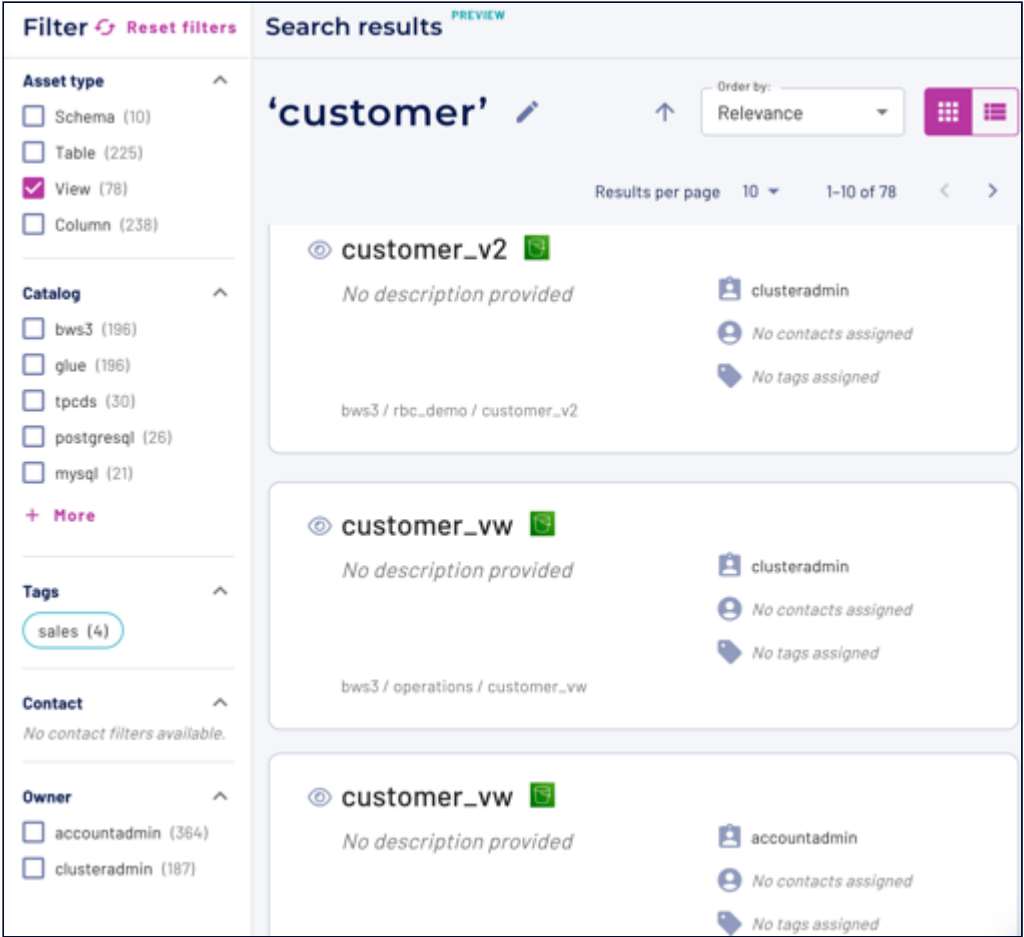 Filter Reset filters
Asset type
Schema (10)
Table (225)
View (78)
Column (238)
Catalog
bws3 (196)
glue (196)
tpcds (30)
postgresql (26)
mysql (21)
+ More
Tags
sales (4)
Contact
No contact filters available.
Owner
accountadmin (364)
clusteradmin (187)
Search results PREVIEW
‘customer’
Order by:
Relevance
Results per page 10 1-10 of 78
customer_v2
No description provided
clusteradmin
No contacts assigned
No tags assigned
bws3 / rbc_demo / customer_v2
customer_vw
No description provided
clusteradmin
No contacts assigned
No tags assigned
bws3 / operations / customer_vw
customer_vw
No description provided
accountadmin
No contacts assigned
No tags assigned